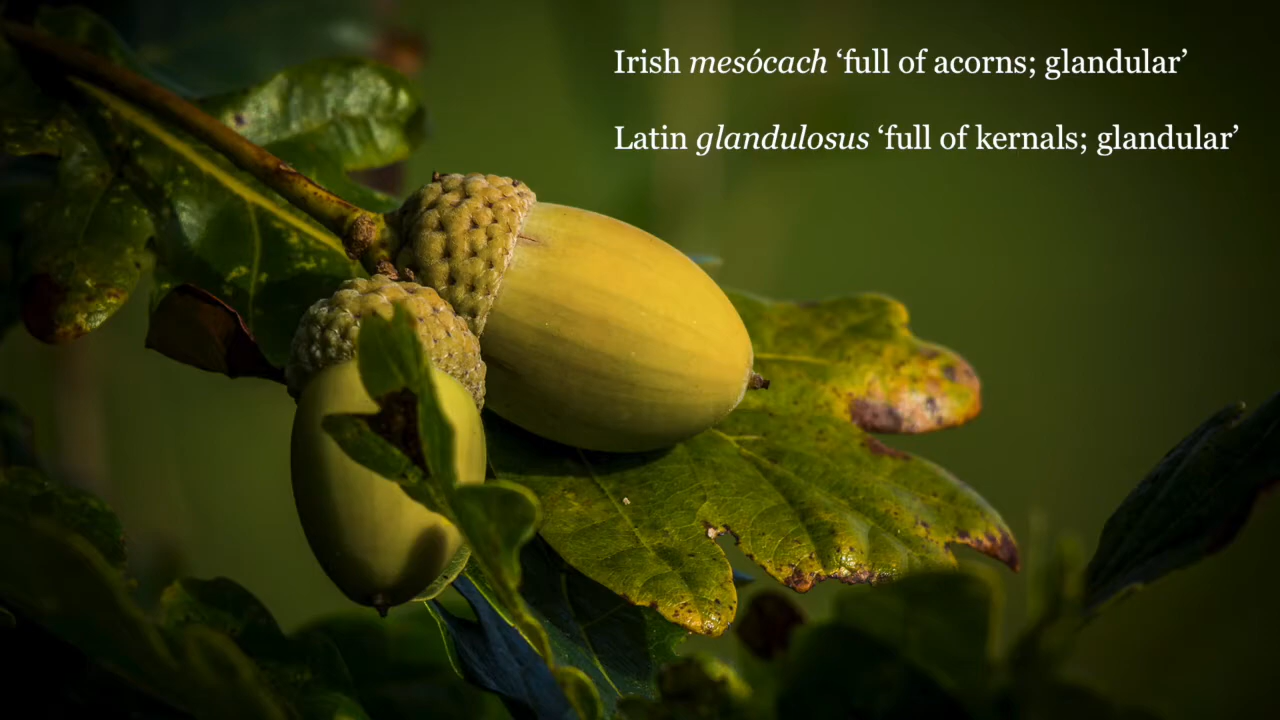 Irish mesócach ‘full of acorns; glandular’
Latin glandulosus ‘full of kernals; glandular’